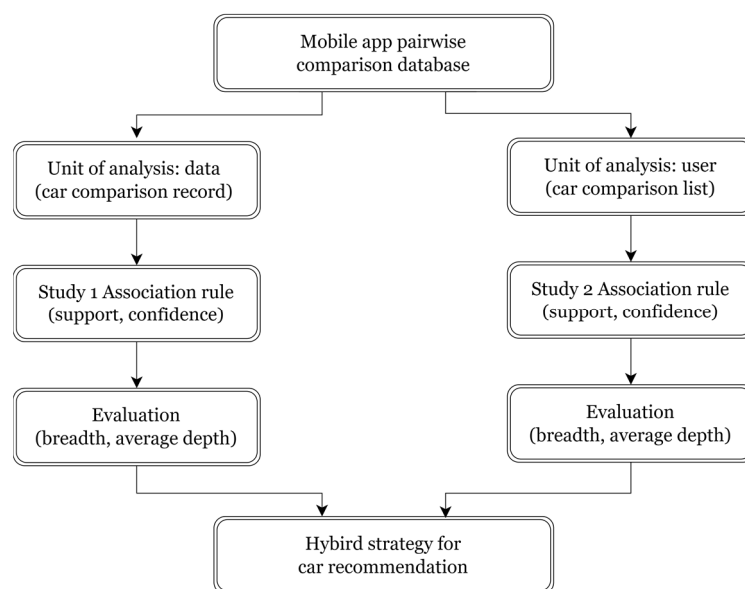 Mobile app pairwise
comparison database
Unit of analysis: data
(car comparison record)
Unit of analysis: user
(car comparison list)
Study 1 Association rule
(support, confidence)
Study 2 Association rule
(support, confidence)
Evaluation
(breadth, average depth)
Evaluation
(breadth, average depth)
Hybird strategy for
car recommendation